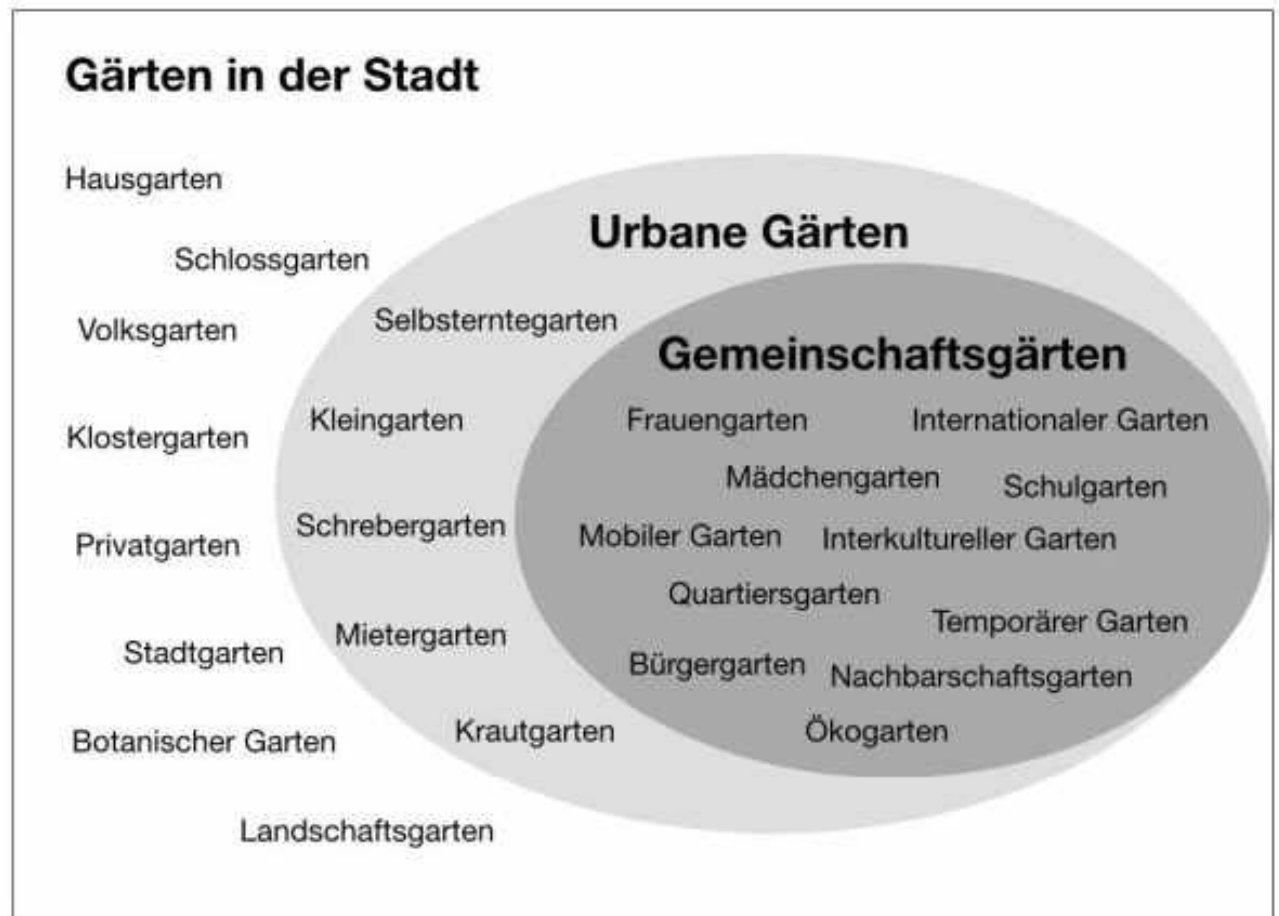 Gärten in der Stadt
Hausgarten
Urbane Gärten
Schlossgarten
Selbsterntegarten
Volksgarten
Gemeinschaftsgärten
Kleingarten
Frauengarten
Internationaler Garten
Klostergarten
Mädchengarten
Schulgarten
Schrebergarten
Mobiler Garten
Interkultureller Garten
Privatgarten
Quartiersgarten
Temporärer Garten
Mietergarten
Stadtgarten
Bürgergarten
Nachbarschaftsgarten
Krautgarten
Ökogarten
Botanischer Garten
Landschaftsgarten